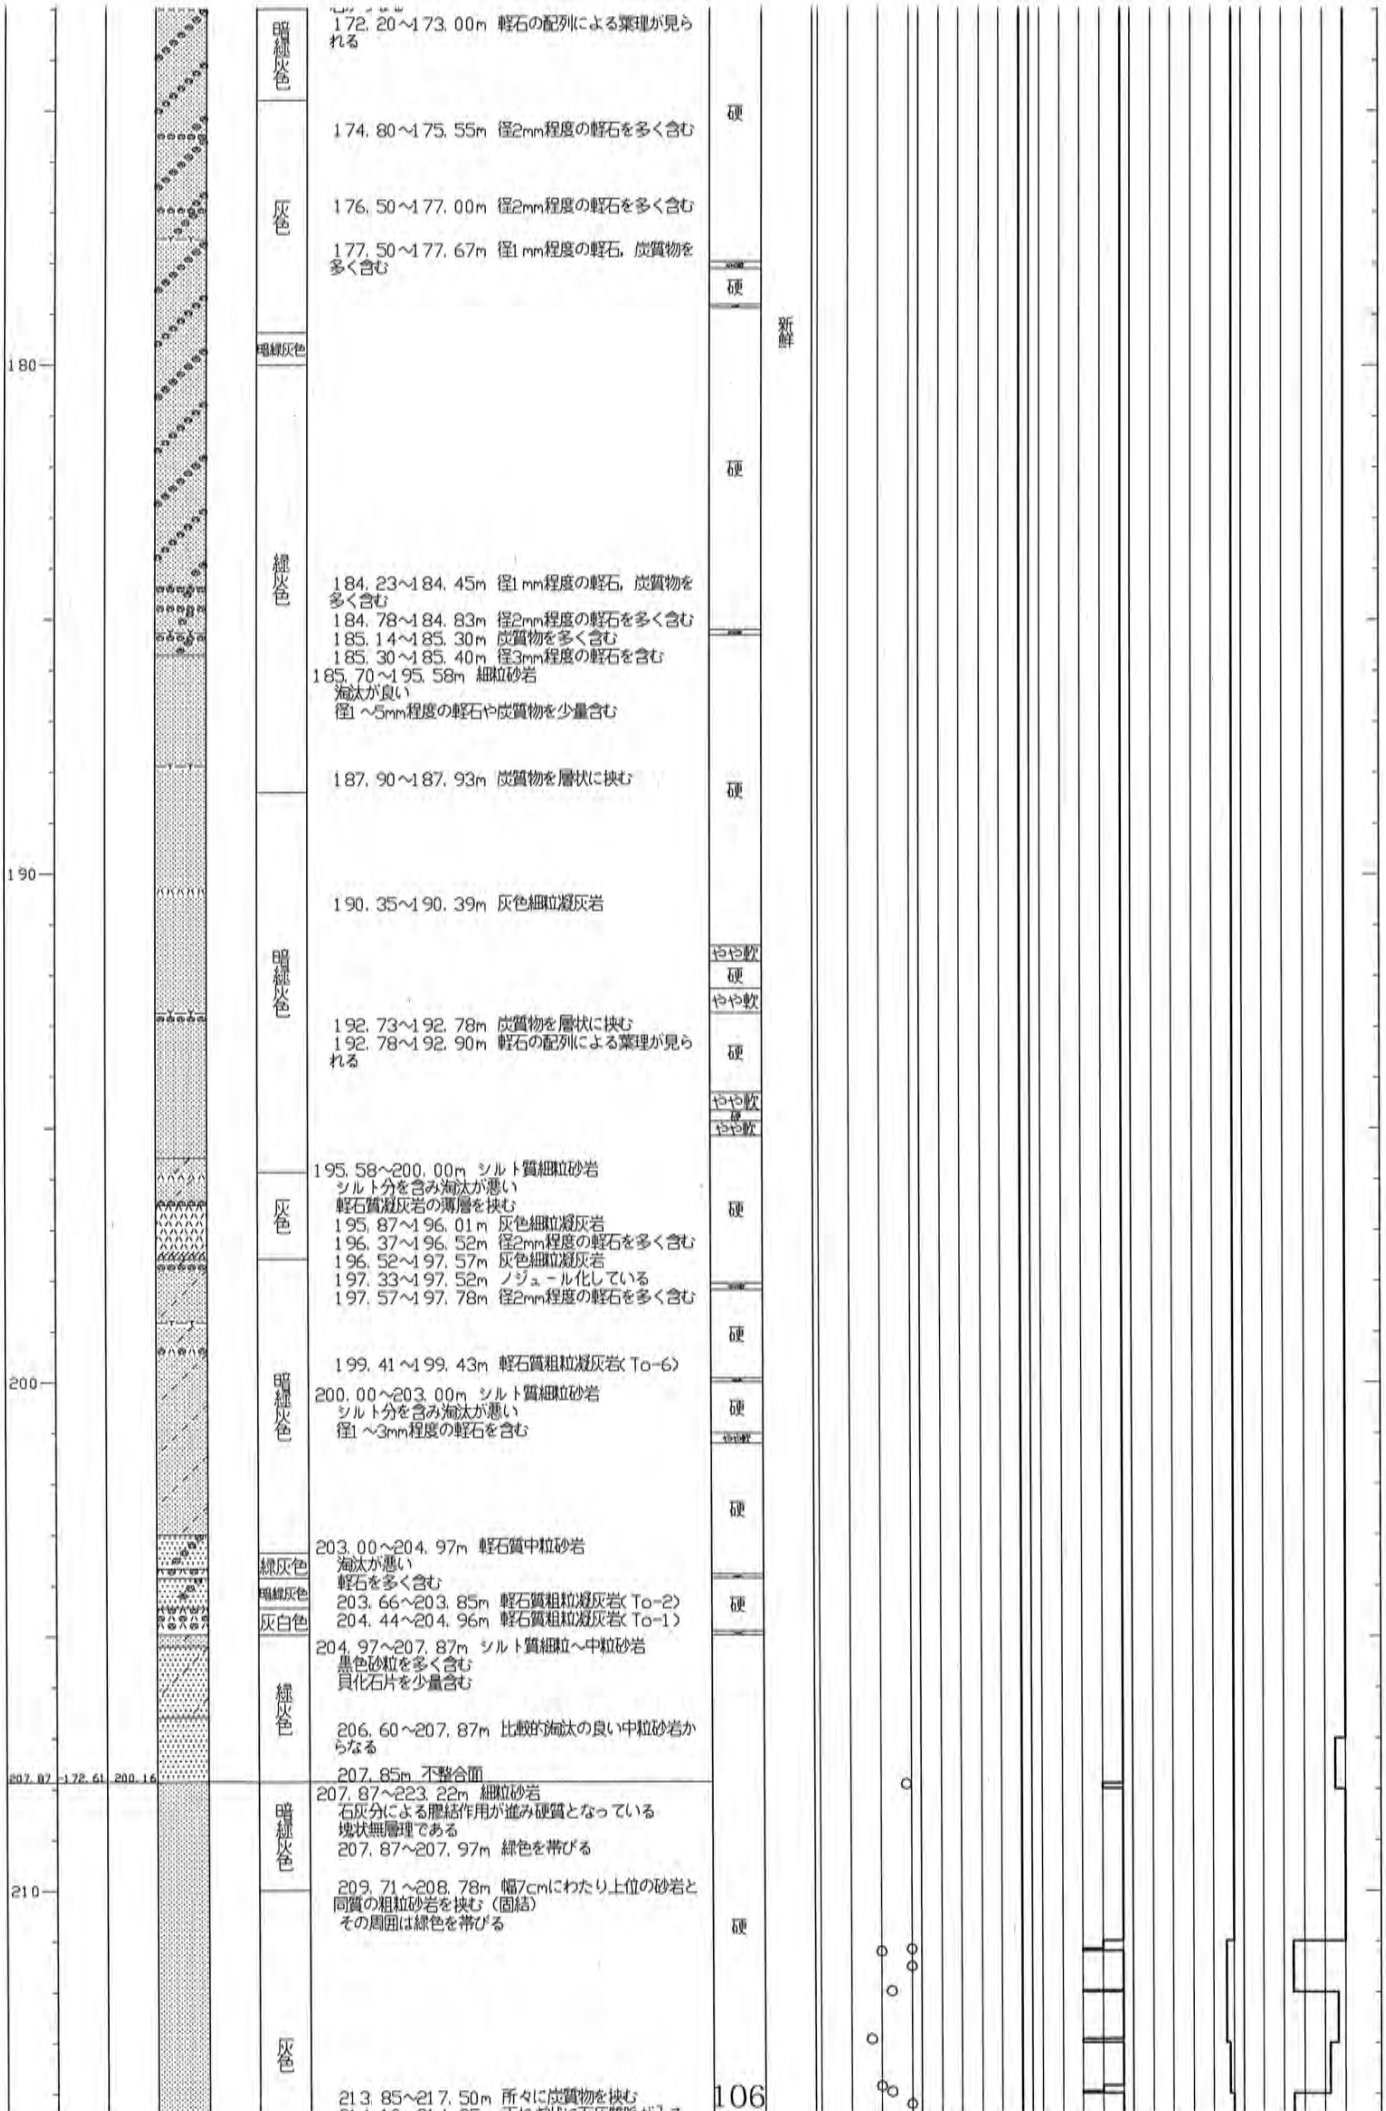 暗緑灰色
172. 20~173. 00m 軽石の配列による葉理が見ら
れる
硬
174. 80~175. 55m 径2mm程度の軽石を多く含む
灰色
176. 50~177. 00m 径2mm程度の軽石を多く含む
177. 50~177. 67m 径1mm程度の軽石, 炭質物を
多く含む
硬
新鮮
暗緑灰色
180
硬
緑灰色
184. 23~184. 45m 径1mm程度の軽石, 炭質物を
多く含む
184. 78~184. 83m 径2mm程度の軽石を多く含む
185. 14~185. 30m 炭質物を多く含む
185. 30~185. 40m 径3mm程度の軽石を含む
185. 70~195. 58m 細粒砂岩
淘汰が良い
径1~5mm程度の軽石や炭質物を少量含む
187. 90~187. 93m 炭質物を層状に挟む
硬
190
190. 35~190. 39m 灰色細粒凝灰岩
暗緑灰色
やや軟
硬
やや軟
192. 73~192. 78m 炭質物を層状に挟む
192. 78~192. 90m 軽石の配列による葉理が見ら
れる
硬
やや軟
硬
やや軟
195. 58~200. 00m シルト質細粒砂岩
シルト分を含み淘汰が悪い
軽石質凝灰岩の薄層を挟む
灰色
195. 87~196. 01m 灰色細粒凝灰岩
196. 37~196. 52m 径2mm程度の軽石を多く含む
196. 52~197. 57m 灰色細粒凝灰岩
197. 33~197. 52m ノジュール化している
197. 57~197. 78m 径2mm程度の軽石を多く含む
硬
硬
199. 41~199. 43m 軽石質粗粒凝灰岩(To-6)
200
暗緑灰色
200. 00~203. 00m シルト質細粒砂岩
シルト分を含み淘汰が悪い
径1~3mm程度の軽石を含む
硬
やや軟
硬
203. 00~204. 97m 軽石質中粒砂岩
緑灰色
淘汰が悪い
軽石を多く含む
暗緑灰色
203. 66~203. 85m 軽石質粗粒凝灰岩(To-2)
硬
灰白色
204. 44~204. 96m 軽石質粗粒凝灰岩(To-1)
204. 97~207. 87m シルト質細粒~中粒砂岩
黒色砂粒を多く含む
貝化石片を少量含む
緑灰色
206. 60~207. 87m 比較的淘汰の良い中粒砂岩か
らなる
207. 85m 不整合面
207. 87 -172. 61 200. 16
207. 87~223. 22m 細粒砂岩
石灰分による膠結作用が進み硬質となっている
塊状無層理である
暗緑灰色
207. 87~207. 97m 緑色を帯びる
210
209. 71~208. 78m 幅7cmにわたり上位の砂岩と
同質の粗粒砂岩を挟む (固結)
その周囲は緑色を帯びる
硬
灰色
213. 85~217. 50m 所々に炭質物を挟む
106